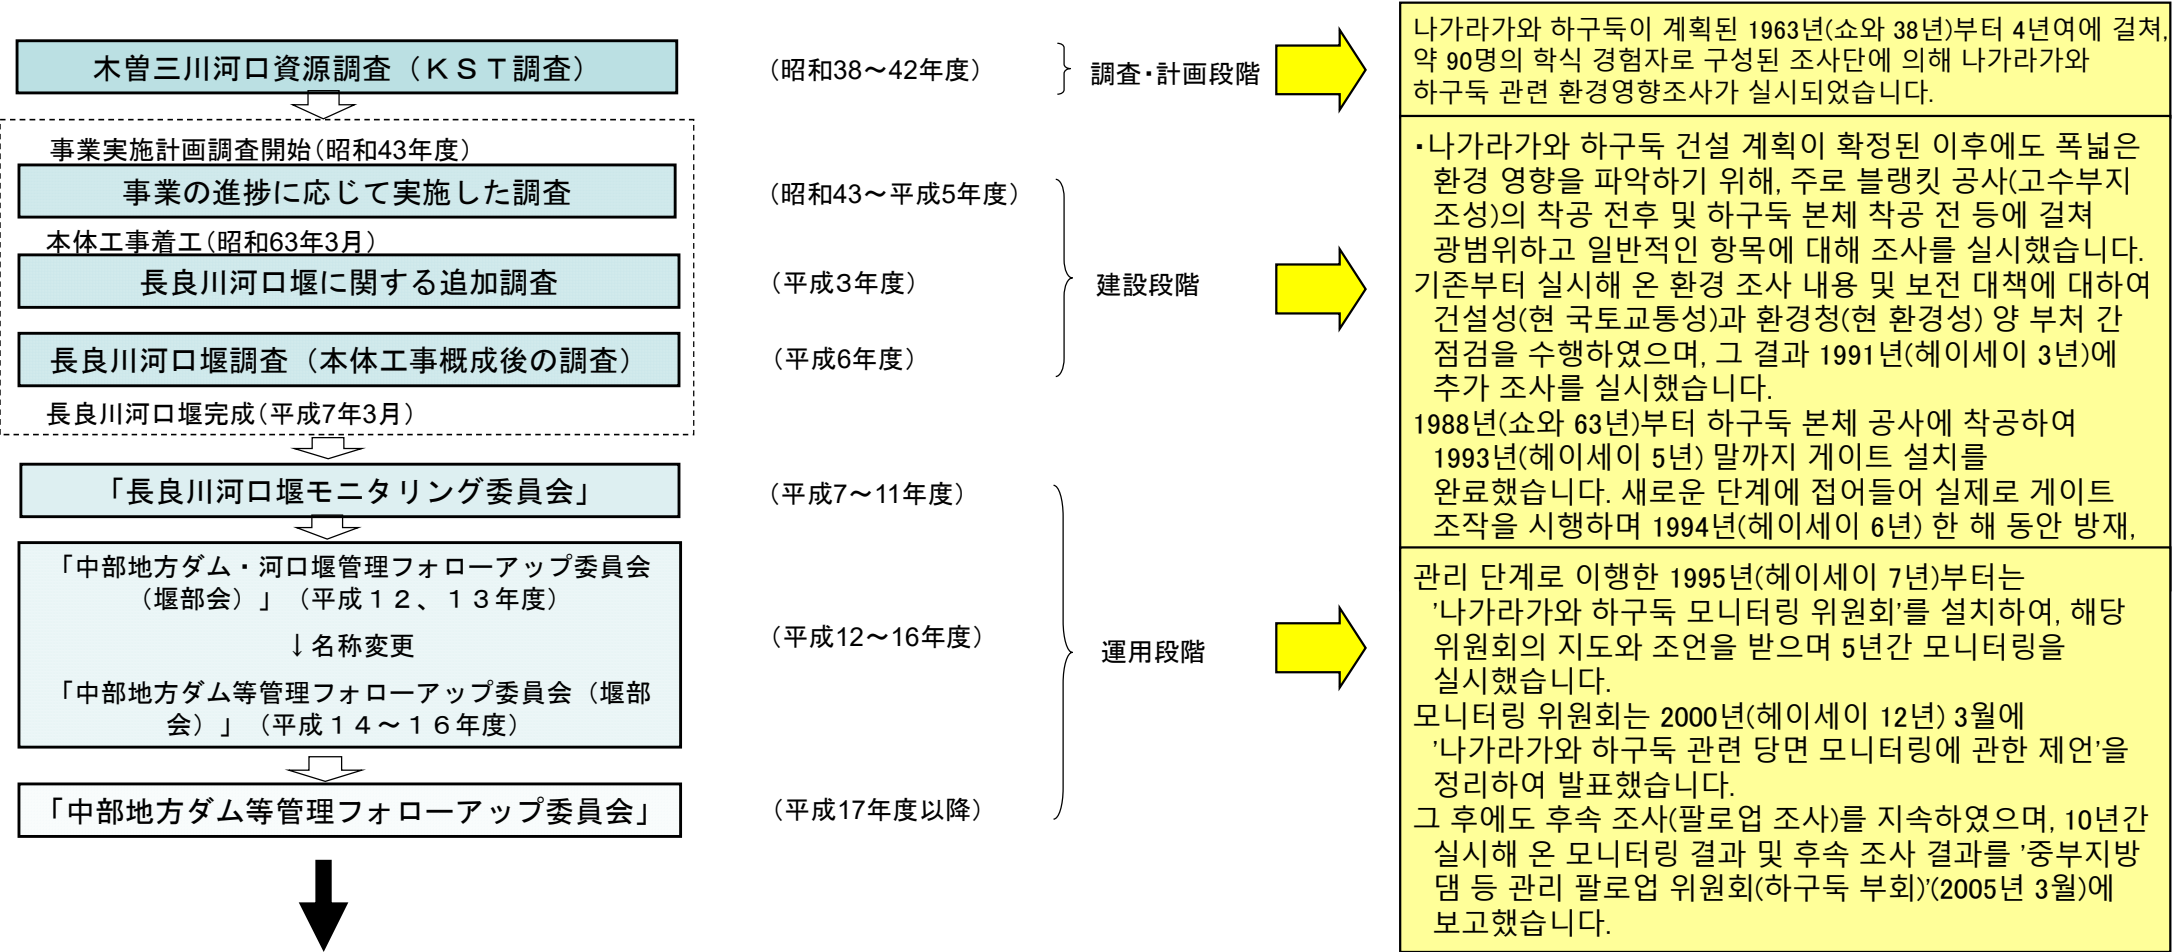 木曽三川河口資源調査（ＫＳＴ調査）
（昭和38～42年度）
調査・計画段階
나가라가와 하구둑이 계획된 1963년(쇼와 38년)부터 4년여에 걸쳐,
약 90명의 학식 경험자로 구성된 조사단에 의해 나가라가와
하구둑 관련 환경영향조사가 실시되었습니다.
事業実施計画調査開始（昭和43年度）
事業の進捗に応じて実施した調査
（昭和43～平成5年度）
本体工事着工（昭和63年3月）
長良川河口堰に関する追加調査
（平成３年度）
長良川河口堰調査（本体工事概成後の調査）
（平成6年度）
長良川河口堰完成（平成7年3月）
建設段階
・나가라가와 하구둑 건설 계획이 확정된 이후에도 폭넓은
환경 영향을 파악하기 위해, 주로 블랭킷 공사(고수부지
조성)의 착공 전후 및 하구둑 본체 착공 전 등에 걸쳐
광범위하고 일반적인 항목에 대해 조사를 실시했습니다.
기존부터 실시해 온 환경 조사 내용 및 보전 대책에 대하여
건설성(현 국토교통성)과 환경청(현 환경성) 양 부처 간
점검을 수행하였으며, 그 결과 1991년(헤이세이 3년)에
추가 조사를 실시했습니다.
1988년(쇼와 63년)부터 하구둑 본체 공사에 착공하여
1993년(헤이세이 5년) 말까지 게이트 설치를
완료했습니다. 새로운 단계에 접어들어 실제로 게이트
조작을 시행하며 1994년(헤이세이 6년) 한 해 동안 방재,
「長良川河口堰モニタリング委員会」
（平成7～11年度）
「中部地方ダム・河口堰管理フォローアップ委員会
（堰部会）」（平成１２、１３年度）
↓名称変更
「中部地方ダム等管理フォローアップ委員会（堰部
会）」（平成１４～１６年度）
（平成12～16年度）
「中部地方ダム等管理フォローアップ委員会」
（平成17年度以降）
運用段階
관리 단계로 이행한 1995년(헤이세이 7년)부터는
'나가라가와 하구둑 모니터링 위원회'를 설치하여, 해당
위원회의 지도와 조언을 받으며 5년간 모니터링을
실시했습니다.
모니터링 위원회는 2000년(헤이세이 12년) 3월에
'나가라가와 하구둑 관련 당면 모니터링에 관한 제언'을
정리하여 발표했습니다.
그 후에도 후속 조사(팔로업 조사)를 지속하였으며, 10년간
실시해 온 모니터링 결과 및 후속 조사 결과를 '중부지방
댐 등 관리 팔로업 위원회(하구둑 부회)'(2005년 3월)에
보고했습니다.